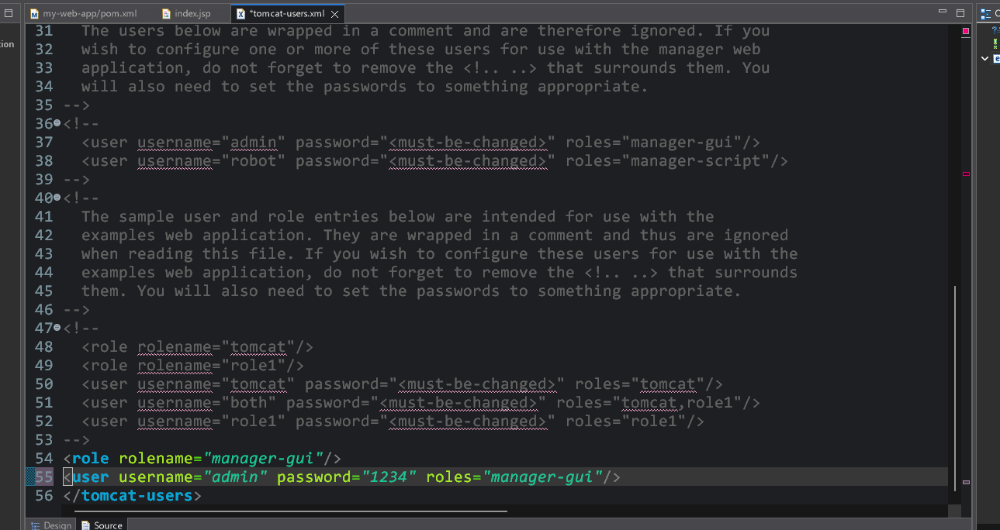 my-web-app/pom.xml index.jsp *tomcat-users.xml
ion
31 The users below are wrapped in a comment and are therefore ignored. If you
32 wish to configure one or more of these users for use with the manager web
33 application, do not forget to remove the <!.. ..> that surrounds them. You
34 will also need to set the passwords to something appropriate.
35 -->
36 <!--
37 <user username="admin" password="<must-be-changed>" roles="manager-gui"/>
38 <user username="robot" password="<must-be-changed>" roles="manager-script"/>
39 -->
40 <!--
41 The sample user and role entries below are intended for use with the
42 examples web application. They are wrapped in a comment and thus are ignored
43 when reading this file. If you wish to configure these users for use with the
44 examples web application, do not forget to remove the <!.. ..> that surrounds
45 them. You will also need to set the passwords to something appropriate.
46 -->
47 <!--
48 <role rolename="tomcat"/>
49 <role rolename="role1"/>
50 <user username="tomcat" password="<must-be-changed>" roles="tomcat"/>
51 <user username="both" password="<must-be-changed>" roles="tomcat,role1"/>
52 <user username="role1" password="<must-be-changed>" roles="role1"/>
53 -->
54 <role rolename="manager-gui"/>
55 <user username="admin" password="1234" roles="manager-gui"/>
56 </tomcat-users>
Design Source